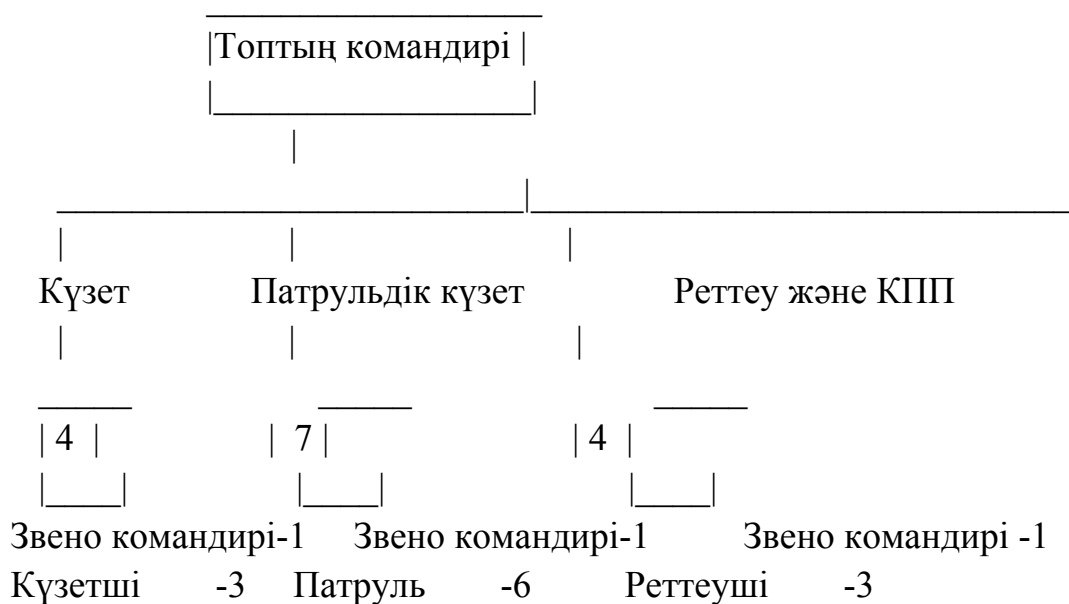 Топтың командирі
Күзет Патрульдік күзет Реттеу және КПП
4 7 4
Звено командирі-1 Звено командирі-1 Звено командирі -1
Күзетші -3 Патруль -6 Реттеуші -3